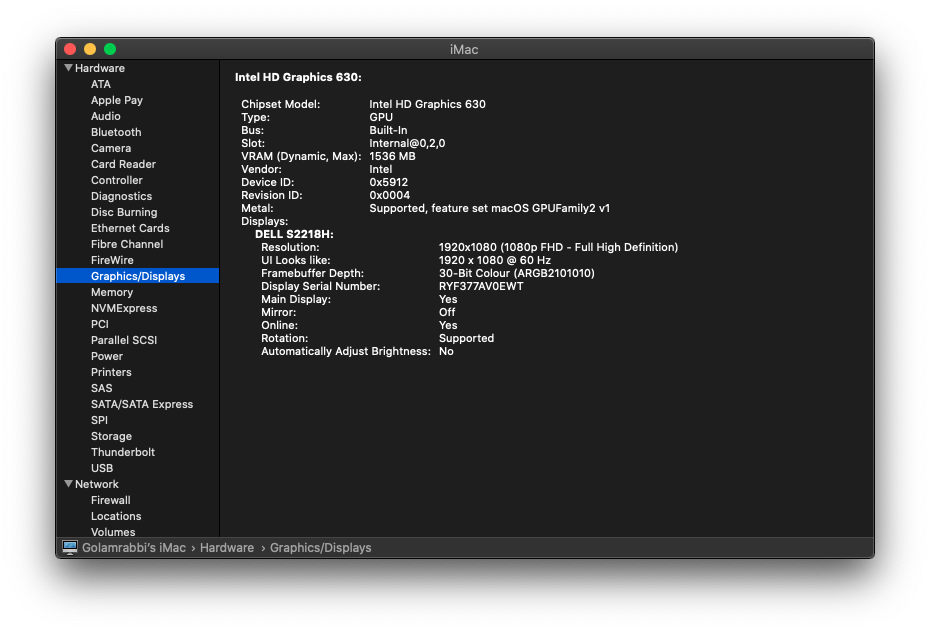 iMac
Hardware
ATA
Apple Pay
Audio
Bluetooth
Camera
Card Reader
Controller
Diagnostics
Disc Burning
Ethernet Cards
Fibre Channel
FireWire
Graphics/Displays
Memory
NVMExpress
PCI
Parallel SCSI
Power
Printers
SAS
SATA/SATA Express
SPI
Storage
Thunderbolt
USB
Network
Firewall
Locations
Volumes
Intel HD Graphics 630:
Chipset Model: Intel HD Graphics 630
Type: GPU
Bus: Built-In
Slot: Internal@0,2,0
VRAM (Dynamic, Max): 1536 MB
Vendor: Intel
Device ID: 0x5912
Revision ID: 0x0004
Metal: Supported, feature set macOS GPUFamily2 v1
Displays:
DELL S2218H:
Resolution: 1920x1080 (1080p FHD - Full High Definition)
UI Looks like: 1920 x 1080 @ 60 Hz
Framebuffer Depth: 30-Bit Colour (ARGB2101010)
Display Serial Number: RYF377AV0EWT
Main Display: Yes
Mirror: Off
Online: Yes
Rotation: Supported
Automatically Adjust Brightness: No
Golamrabbi's iMac › Hardware › Graphics/Displays